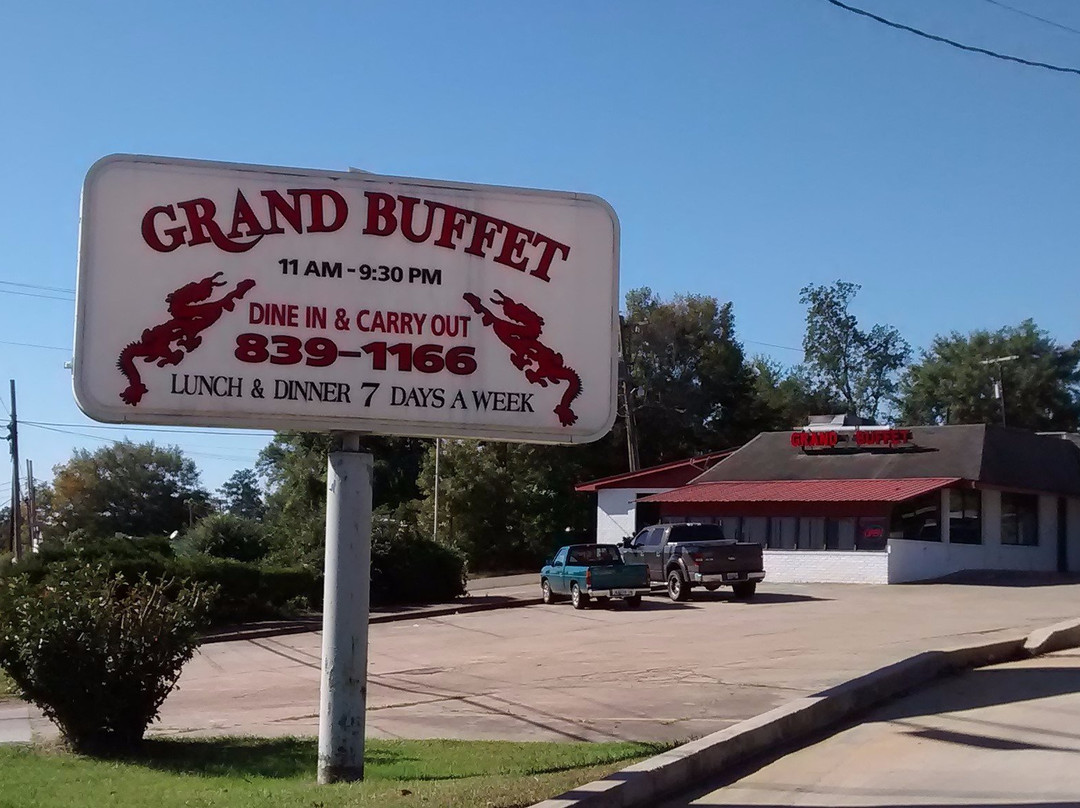 GRAND BUFFET
11 AM - 9:30 PM
DINE IN & CARRY OUT
839-1166
LUNCH & DINNER 7 DAYS A WEEK
GRAND BUFFET